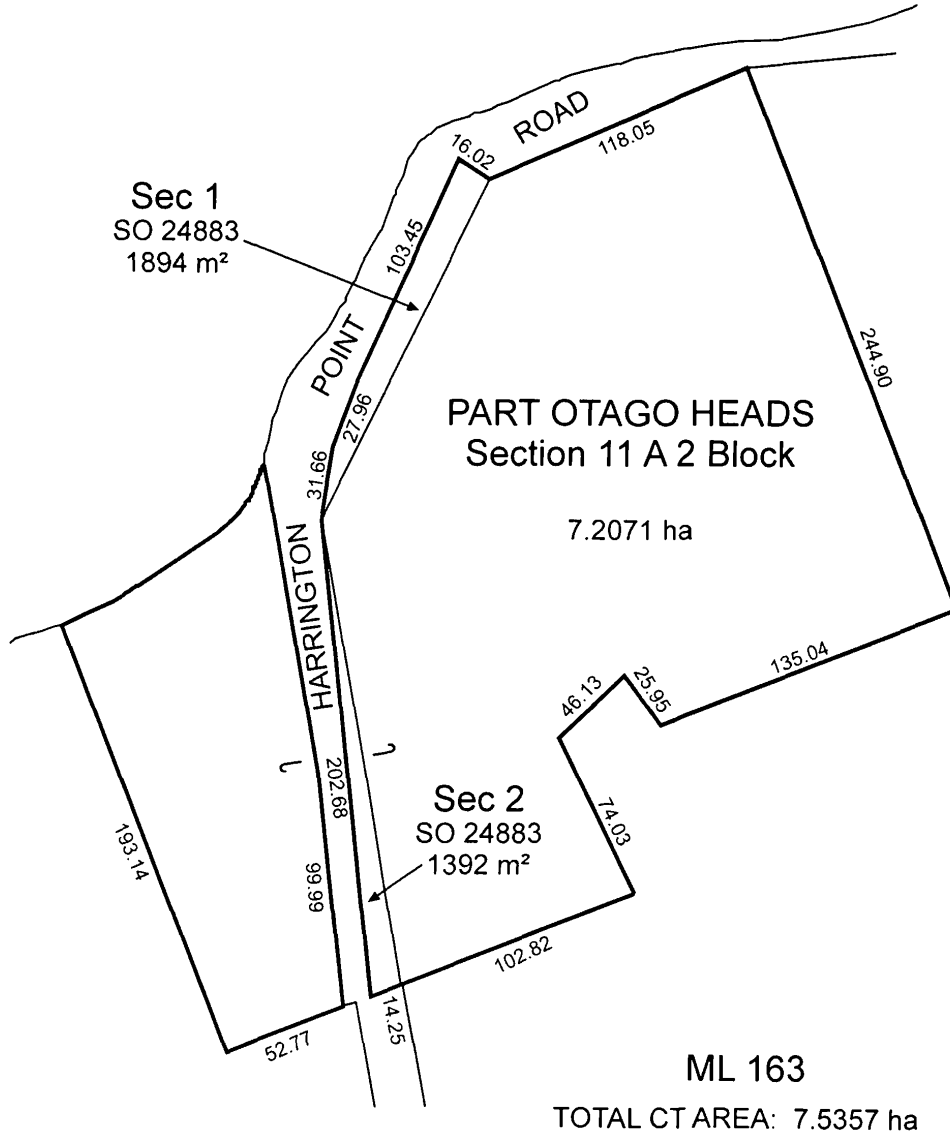 ROAD
16.02
118.05
Sec 1
SO 24883
1894 m²
103.45
POINT
27.96
244.90
PART OTAGO HEADS
Section 11 A 2 Block
31.66
7.2071 ha
HARRINGTON
135.04
25.95
46.13
202.68
Sec 2
SO 24883
1392 m²
74.03
193.14
99.99
102.82
14.25
52.77
ML 163
TOTAL CT AREA: 7.5357 ha